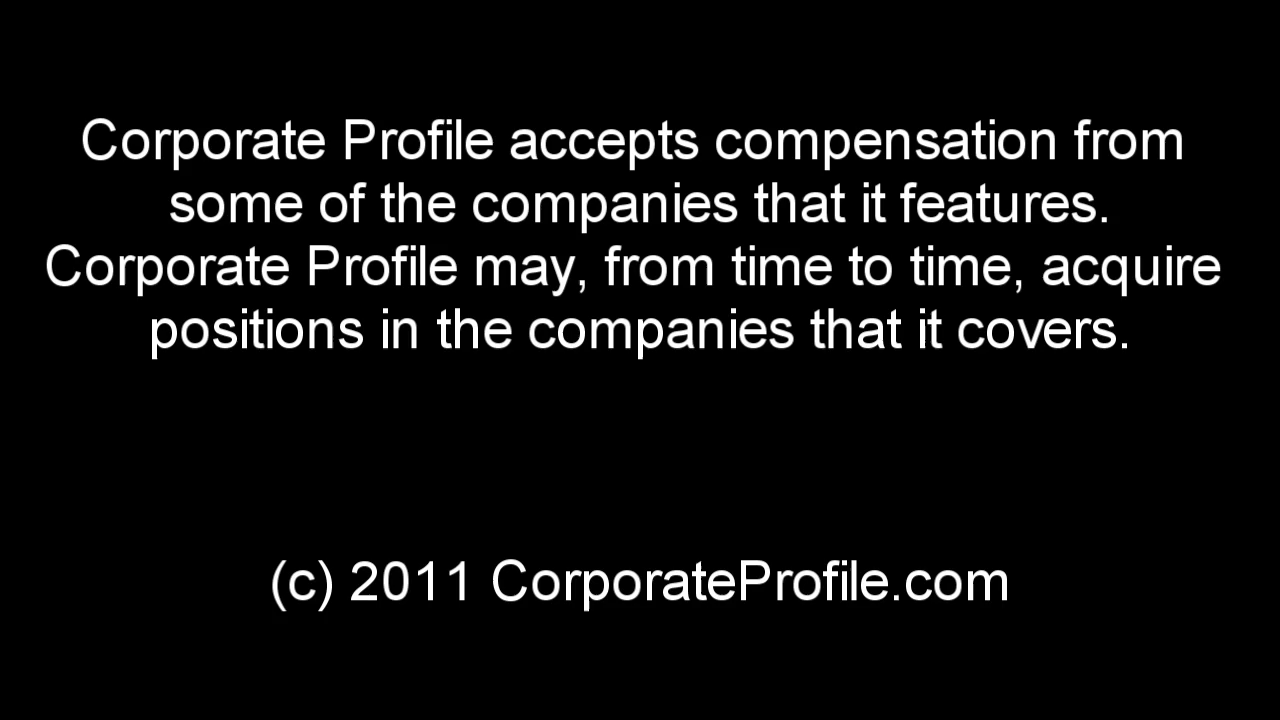 Corporate Profile accepts compensation from
some of the companies that it features.
Corporate Profile may, from time to time, acquire
positions in the companies that it covers.
(c) 2011 CorporateProfile.com